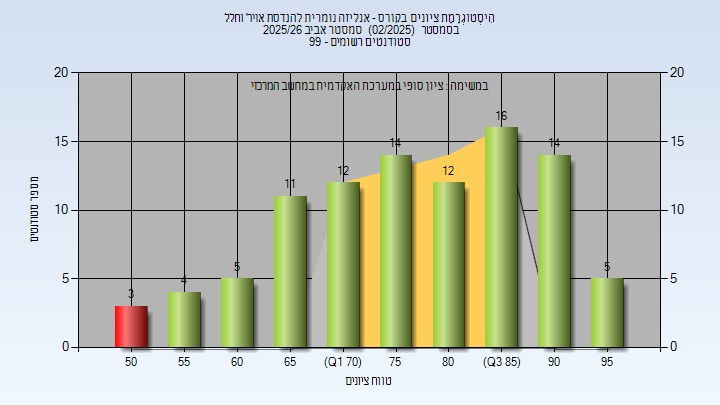 היסטוגרמת ציונים בקורס - אנליזה נומרית להנדסת אויר וחלל
בסמסטר (02/2025) סמסטר אביב 2025/26
סטודנטים רשומים - 99
במשימה : ציון סופי במערכת האקדמית במחשב המרכזי
20 20
15 15
10 10
5 5
0 0
3 4 5 11 12 14 12 16 14 5
מספר סטודנטים
50 55 60 65 (Q1 70) 75 80 (Q3 85) 90 95
טווח ציונים